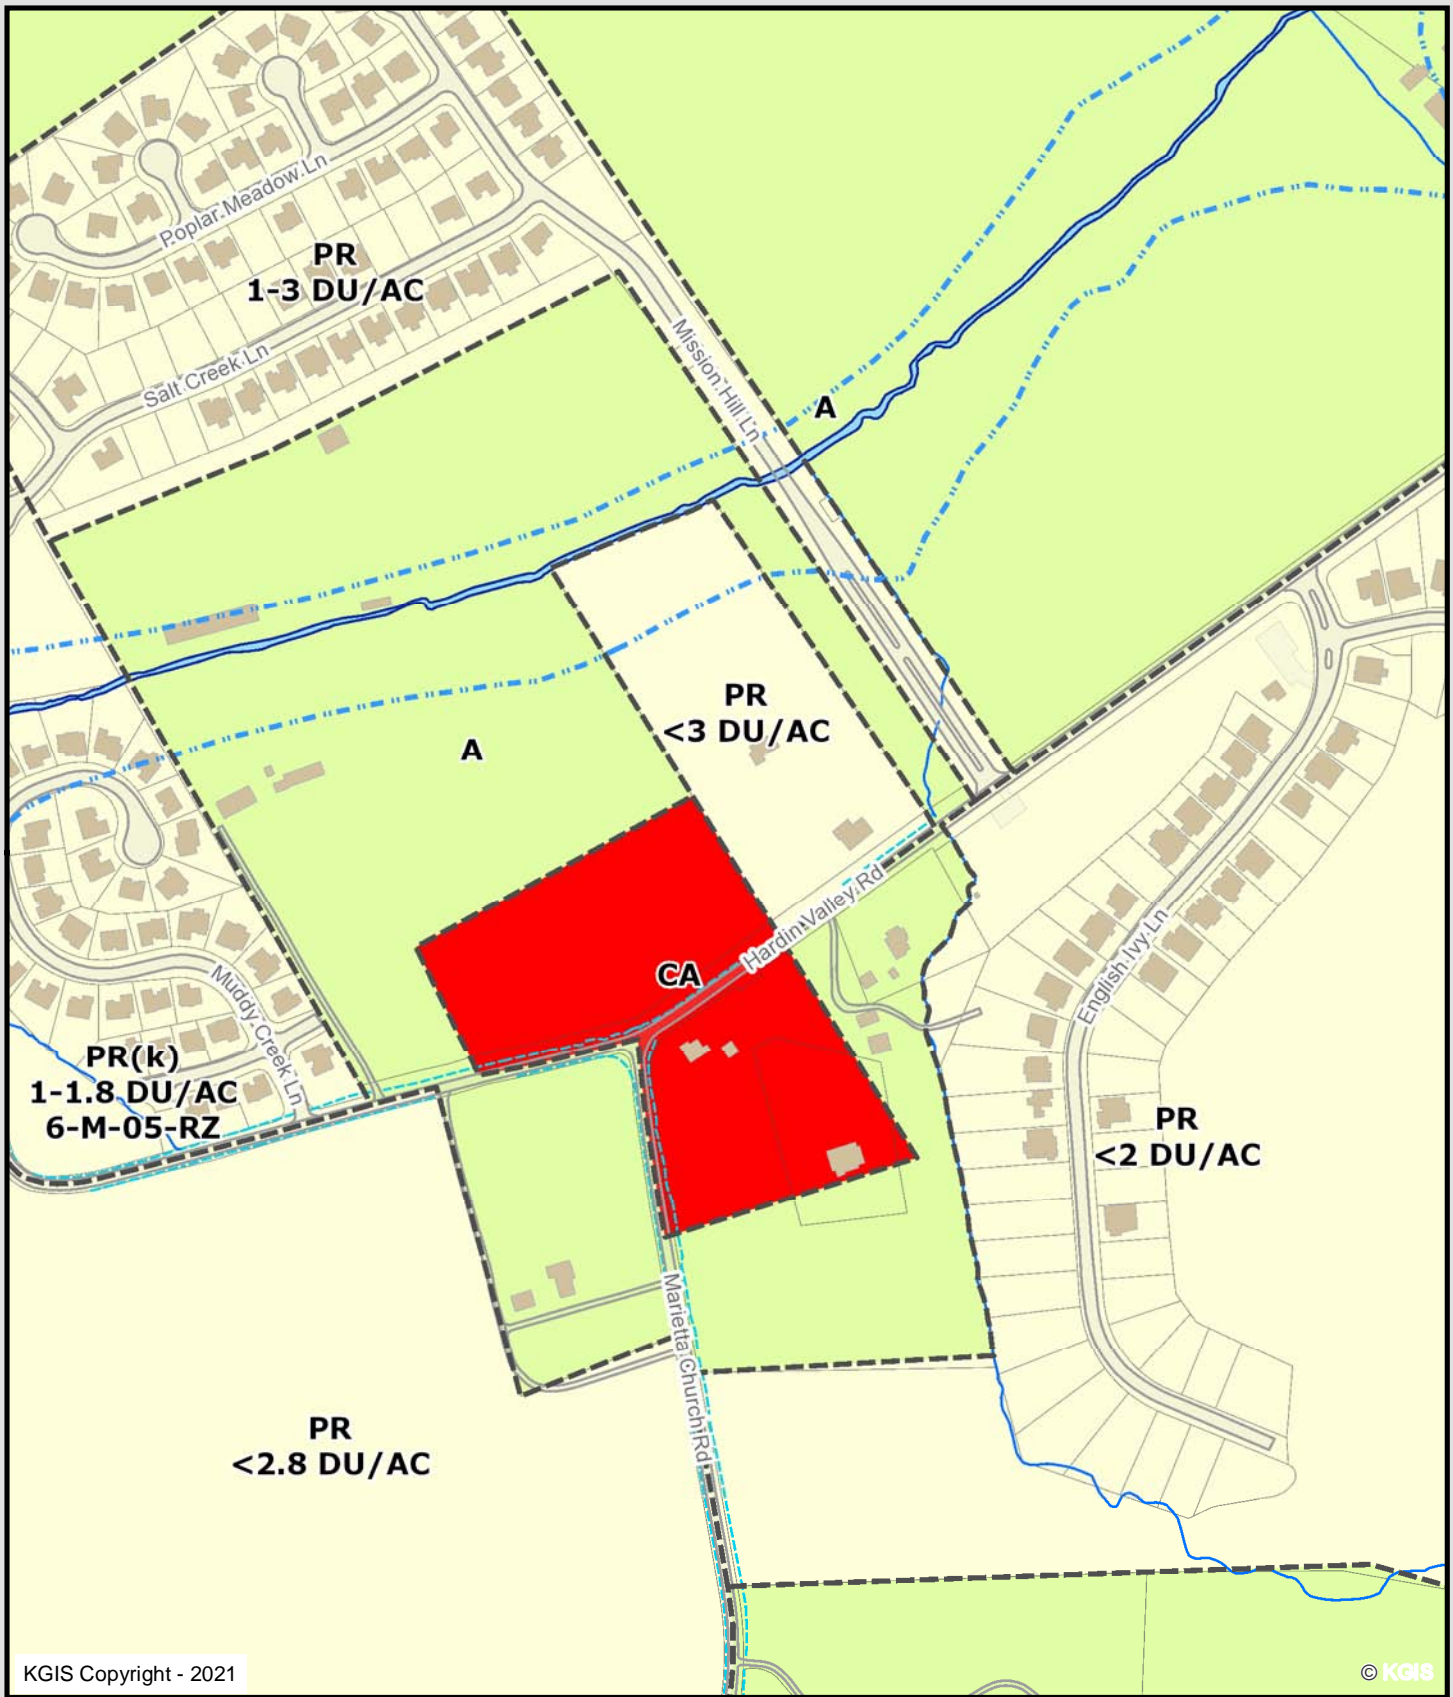 Poplar Meadow Ln
PR
1-3 DU/AC
Salt Creek Ln
Mission Hill Ln
A
PR
<3 DU/AC
A
Hardin Valley Rd
CA
English Ivy Ln
Muddy Creek Ln
PR(k)
1-1.8 DU/AC
6-M-05-RZ
PR
<2 DU/AC
Marietta Church Rd
PR
<2.8 DU/AC
KGIS Copyright - 2021
© KGIS